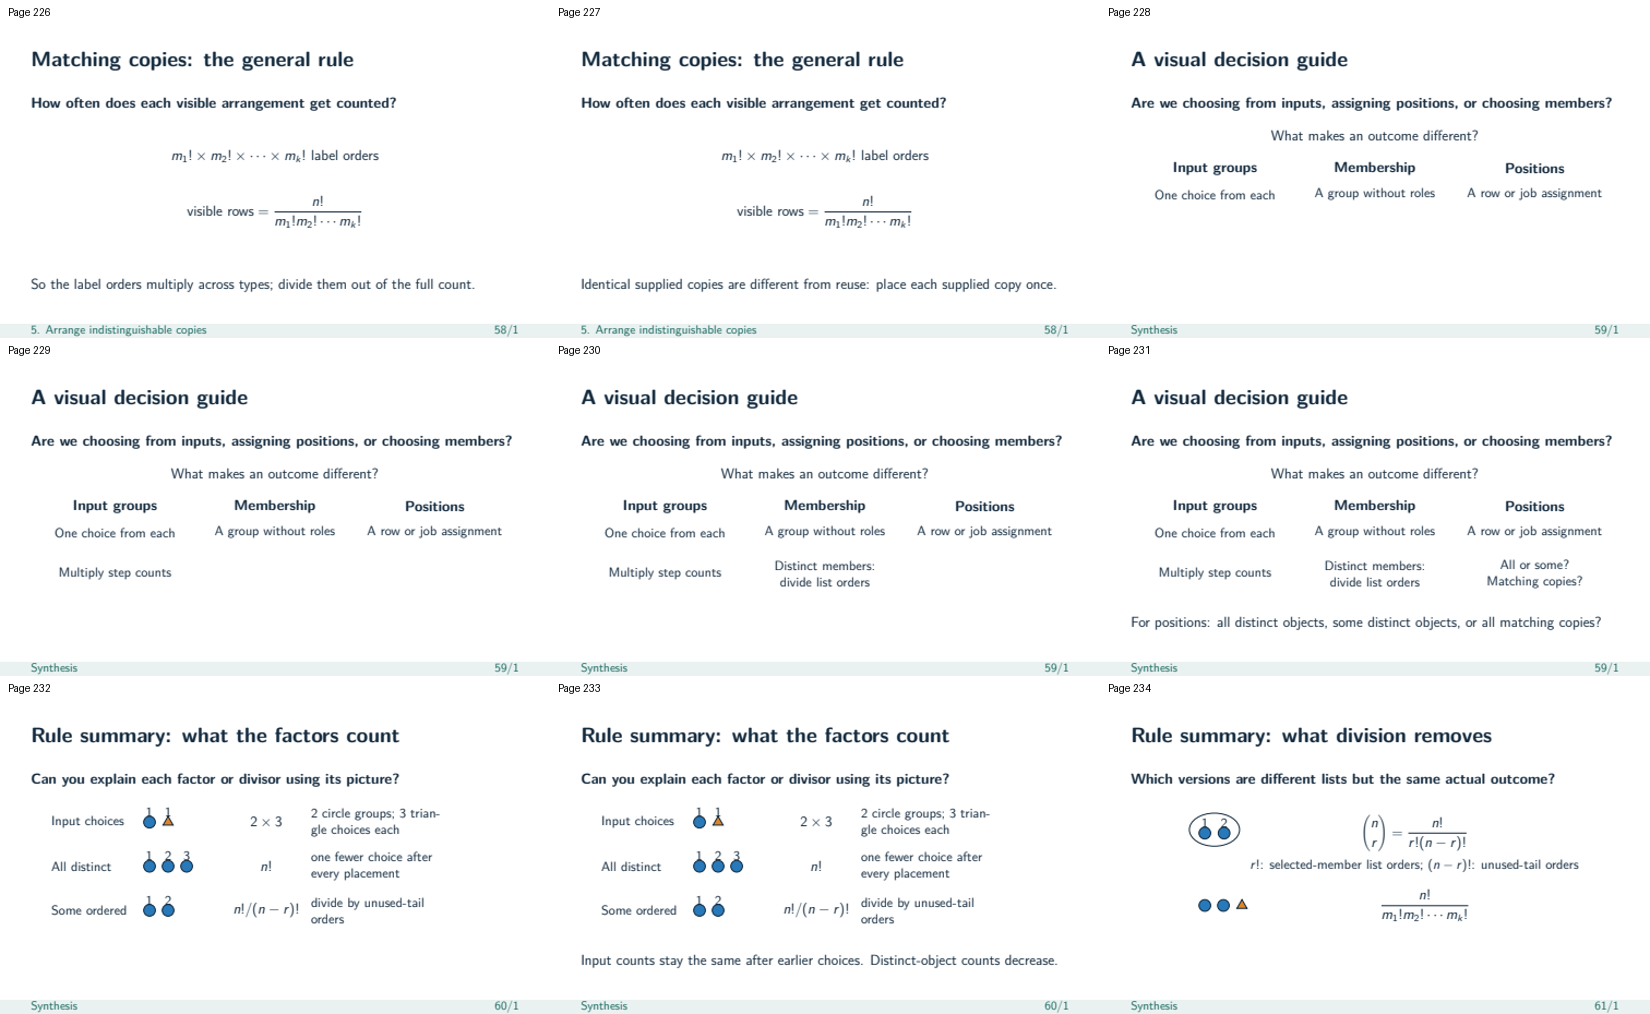 Page 226
Matching copies: the general rule
How often does each visible arrangement get counted?
m₁! × m₂! × ··· × mₖ! label orders
visible rows = n! / m₁!m₂!···mₖ!
So the label orders multiply across types; divide them out of the full count.
5. Arrange indistinguishable copies 58/1
Page 227
Matching copies: the general rule
How often does each visible arrangement get counted?
m₁! × m₂! × ··· × mₖ! label orders
visible rows = n! / m₁!m₂!···mₖ!
Identical supplied copies are different from reuse: place each supplied copy once.
5. Arrange indistinguishable copies 58/1
Page 228
A visual decision guide
Are we choosing from inputs, assigning positions, or choosing members?
What makes an outcome different?
Input groups Membership Positions
One choice from each A group without roles A row or job assignment
Synthesis 59/1
Page 229
A visual decision guide
Are we choosing from inputs, assigning positions, or choosing members?
What makes an outcome different?
Input groups Membership Positions
One choice from each A group without roles A row or job assignment
Multiply step counts
Synthesis 59/1
Page 230
A visual decision guide
Are we choosing from inputs, assigning positions, or choosing members?
What makes an outcome different?
Input groups Membership Positions
One choice from each A group without roles A row or job assignment
Multiply step counts
Distinct members:
divide list orders
Synthesis 59/1
Page 231
A visual decision guide
Are we choosing from inputs, assigning positions, or choosing members?
What makes an outcome different?
Input groups Membership Positions
One choice from each A group without roles A row or job assignment
Multiply step counts
Distinct members:
divide list orders
All or some?
Matching copies?
For positions: all distinct objects, some distinct objects, or all matching copies?
Synthesis 59/1
Page 232
Rule summary: what the factors count
Can you explain each factor or divisor using its picture?
Input choices 1 1 2 × 3 2 circle groups; 3 trian-
gle choices each
All distinct 1 2 3 n! one fewer choice after
every placement
Some ordered 1 2 n!/(n − r)! divide by unused-tail
orders
Synthesis 60/1
Page 233
Rule summary: what the factors count
Can you explain each factor or divisor using its picture?
Input choices 1 1 2 × 3 2 circle groups; 3 trian-
gle choices each
All distinct 1 2 3 n! one fewer choice after
every placement
Some ordered 1 2 n!/(n − r)! divide by unused-tail
orders
Input counts stay the same after earlier choices. Distinct-object counts decrease.
Synthesis 60/1
Page 234
Rule summary: what division removes
Which versions are different lists but the same actual outcome?
1 2 (n r) = n! / r!(n − r)!
r!: selected-member list orders; (n − r)!: unused-tail orders
n! / m₁!m₂!···mₖ!
Synthesis 61/1